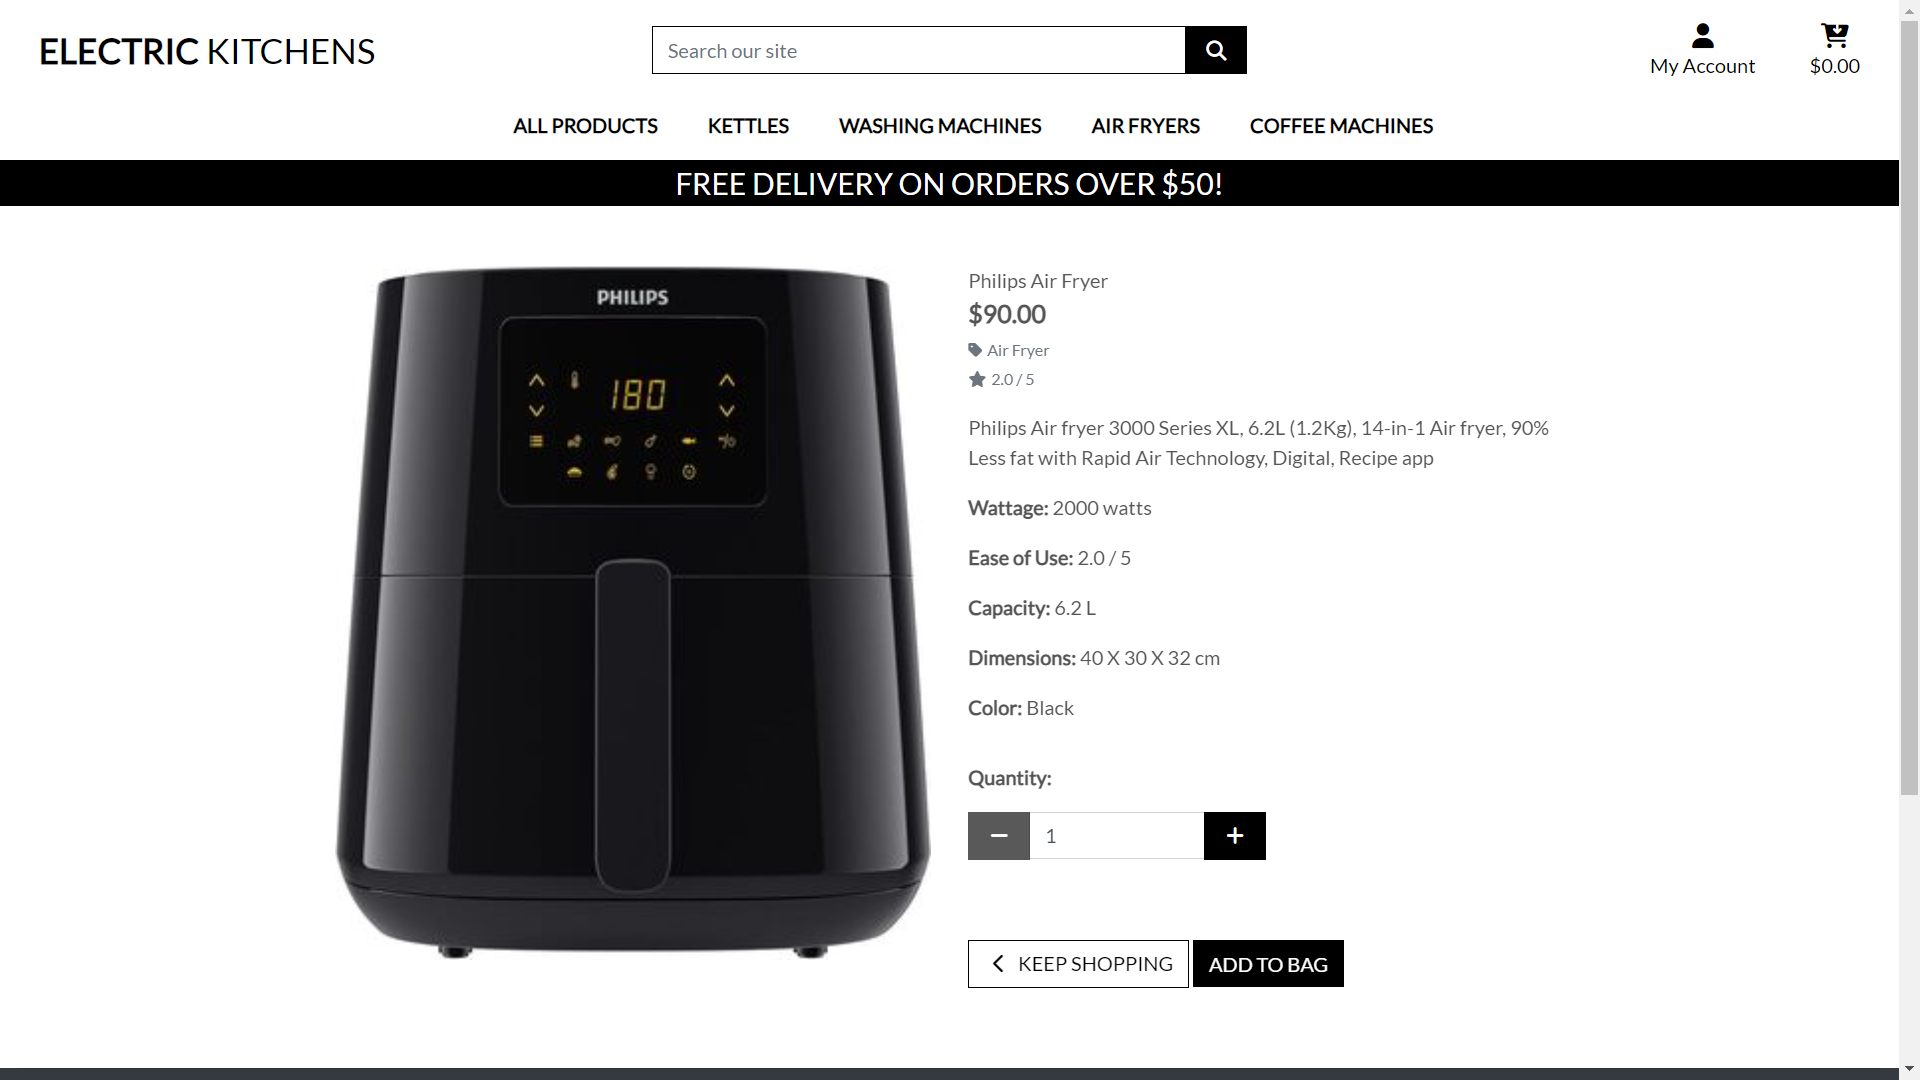 ELECTRIC KITCHENS
Search our site
My Account
$0.00
ALL PRODUCTS
KETTLES
WASHING MACHINES
AIR FRYERS
COFFEE MACHINES
FREE DELIVERY ON ORDERS OVER $50!
PHILIPS
180
Philips Air Fryer
$90.00
Air Fryer
2.0 / 5
Philips Air fryer 3000 Series XL, 6.2L (1.2Kg), 14-in-1 Air fryer, 90%
Less fat with Rapid Air Technology, Digital, Recipe app
Wattage: 2000 watts
Ease of Use: 2.0 / 5
Capacity: 6.2 L
Dimensions: 40 X 30 X 32 cm
Color: Black
Quantity:
1
KEEP SHOPPING
ADD TO BAG